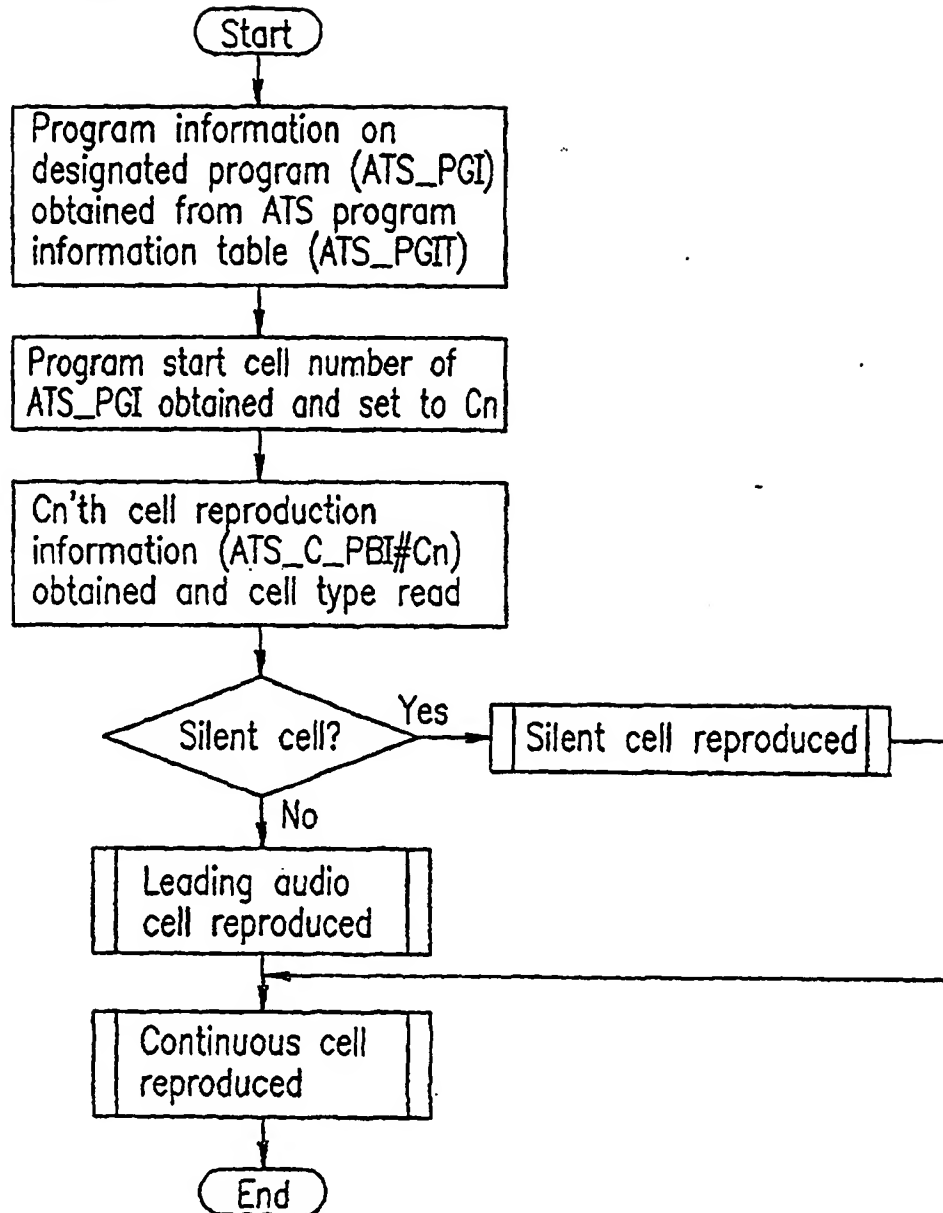 Start
Program information on
designated program (ATS_PGI)
obtained from ATS program
information table (ATS_PGIT)
Program start cell number of
ATS_PGI obtained and set to Cn
Cn'th cell reproduction
information (ATS_C_PBI#Cn)
obtained and cell type read
Silent cell?
Yes
Silent cell reproduced
No
Leading audio
cell reproduced
Continuous cell
reproduced
End